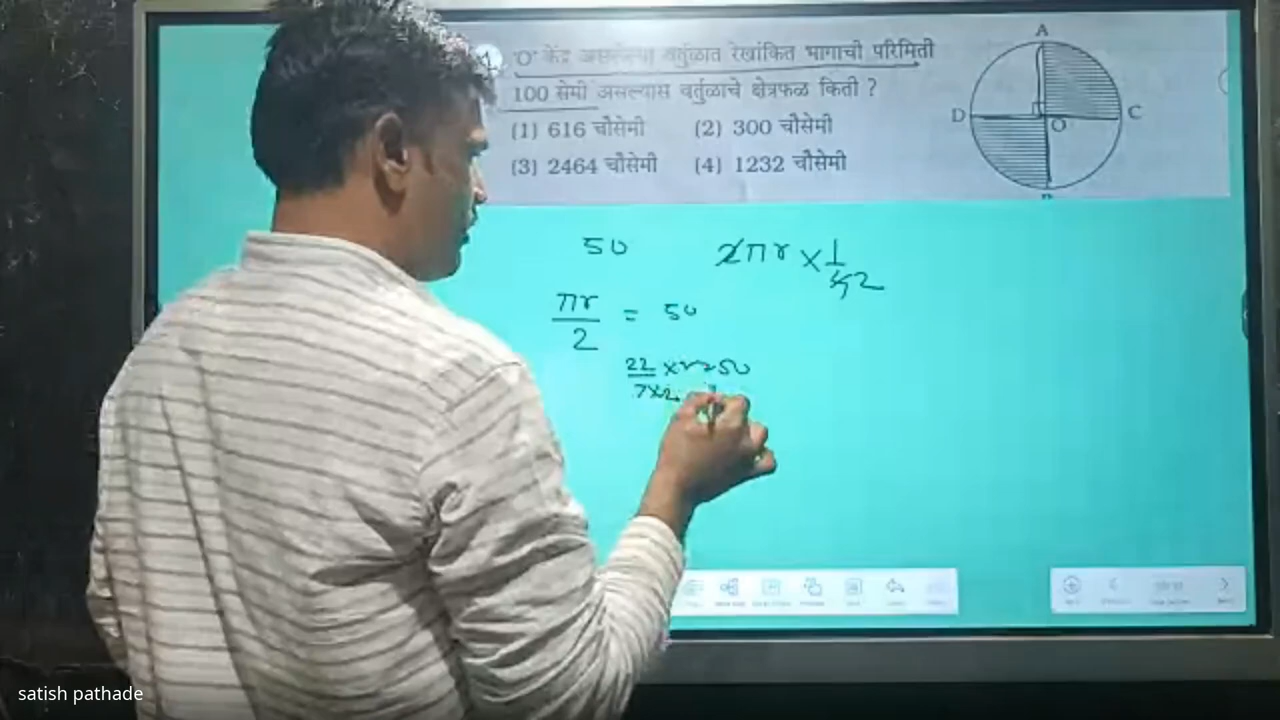 'O' केंद्र असलेल्या वर्तुळात रेखांकित भागाची परिमिती
100 सेमी असल्यास वर्तुळाचे क्षेत्रफळ किती ?
(1) 616 चौसेमी (2) 300 चौसेमी
(3) 2464 चौसेमी (4) 1232 चौसेमी
A
D
O
C
50
2πr × 1/4 2
πr/2 = 50
22/7×2 × r = 50
satish pathade